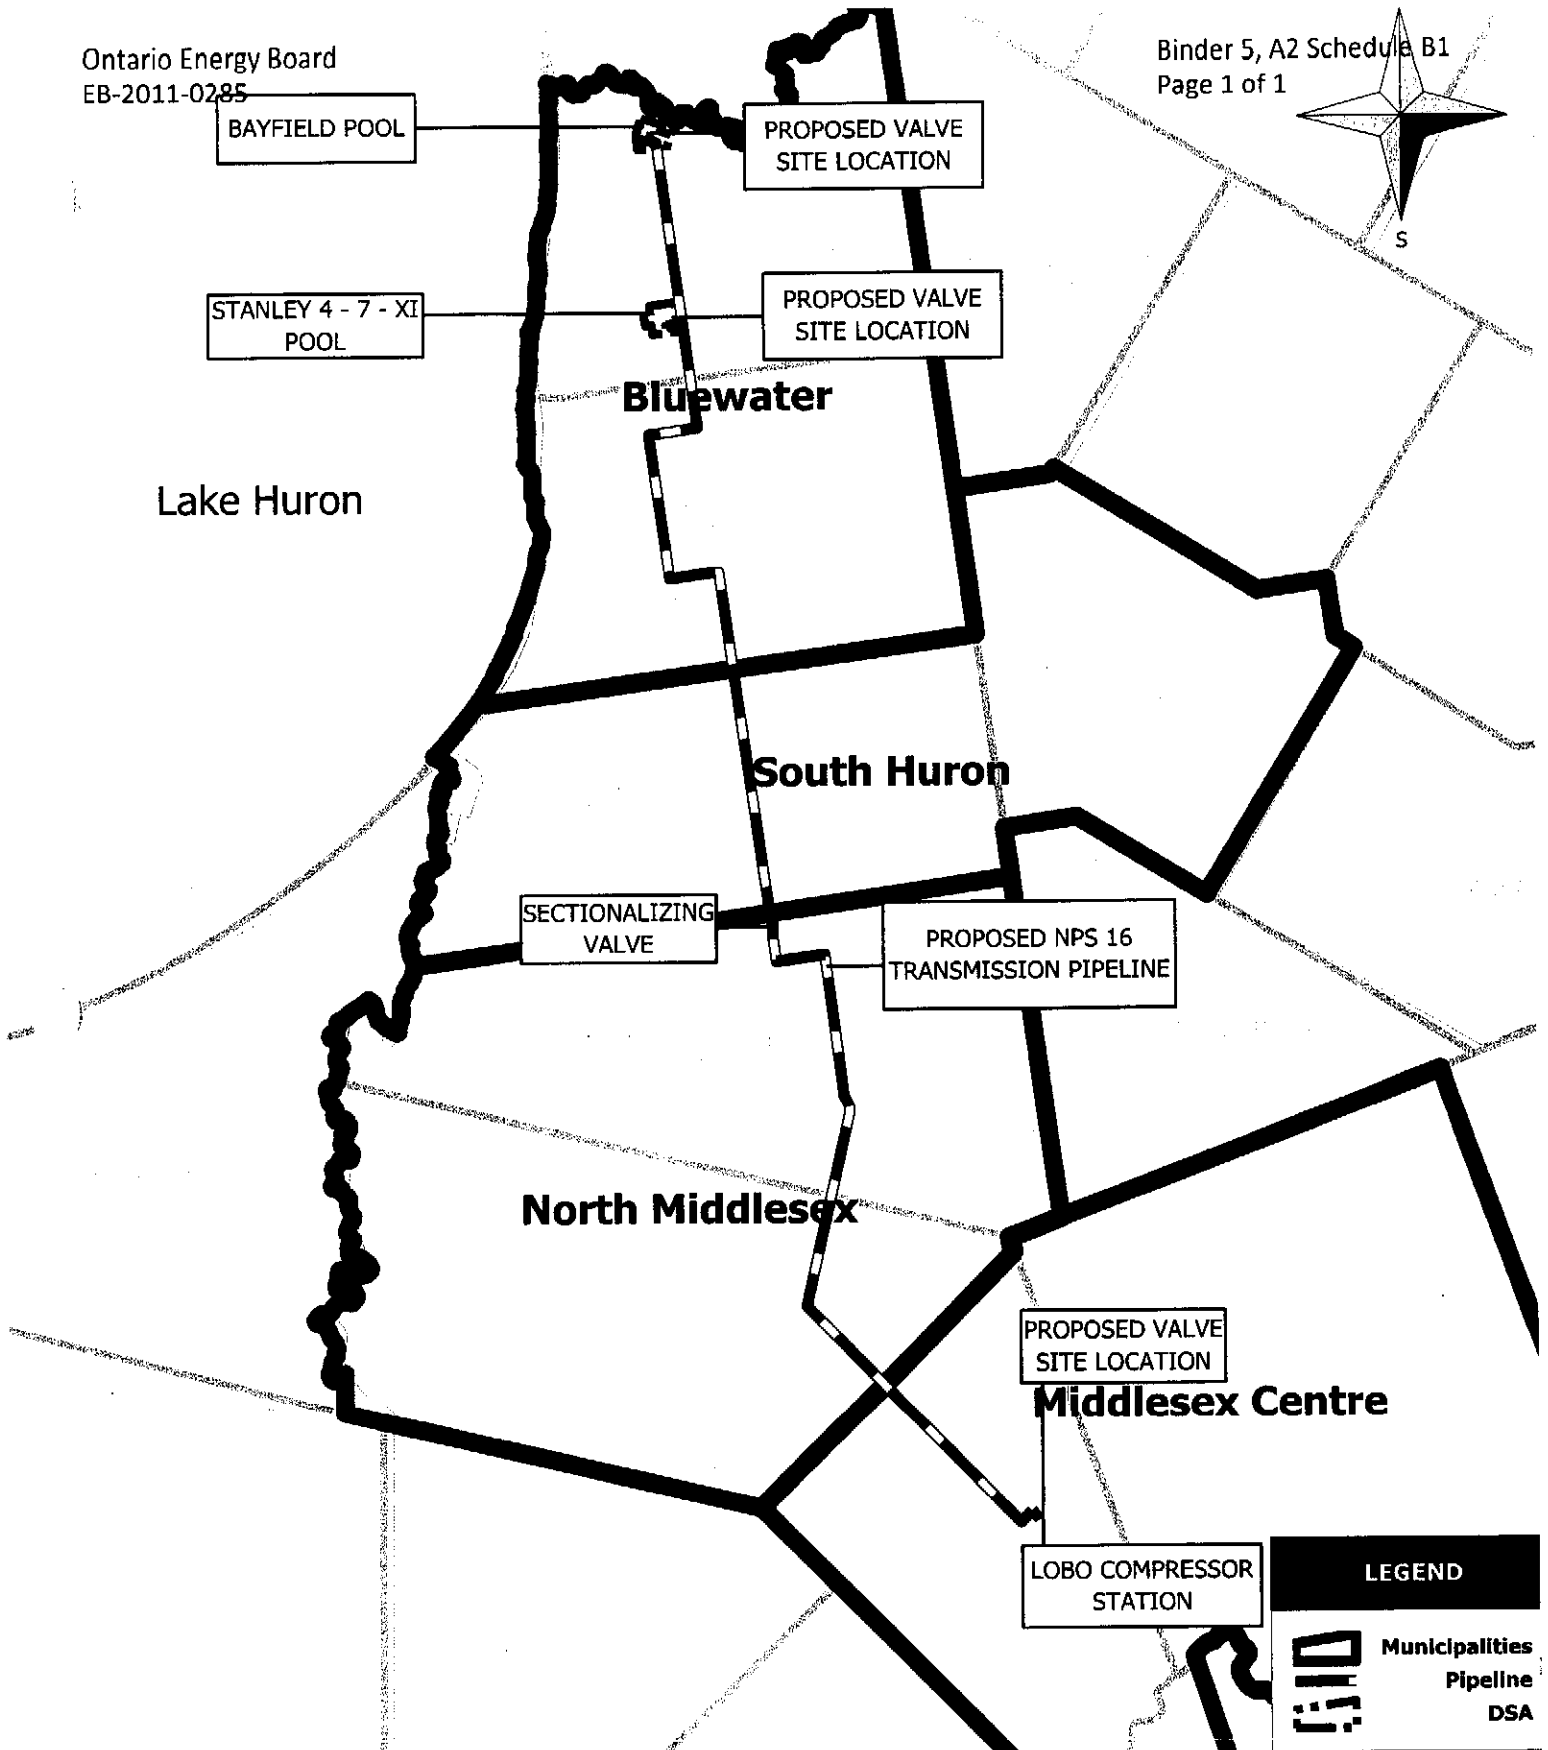 Ontario Energy Board
EB-2011-0285
Binder 5, A2 Schedule B1
Page 1 of 1
S
BAYFIELD POOL
PROPOSED VALVE
SITE LOCATION
STANLEY 4 - 7 - XI
POOL
PROPOSED VALVE
SITE LOCATION
Bluewater
Lake Huron
South Huron
SECTIONALIZING
VALVE
PROPOSED NPS 16
TRANSMISSION PIPELINE
North Middlesex
PROPOSED VALVE
SITE LOCATION
Middlesex Centre
LOBO COMPRESSOR
STATION
LEGEND
Municipalities
Pipeline
DSA